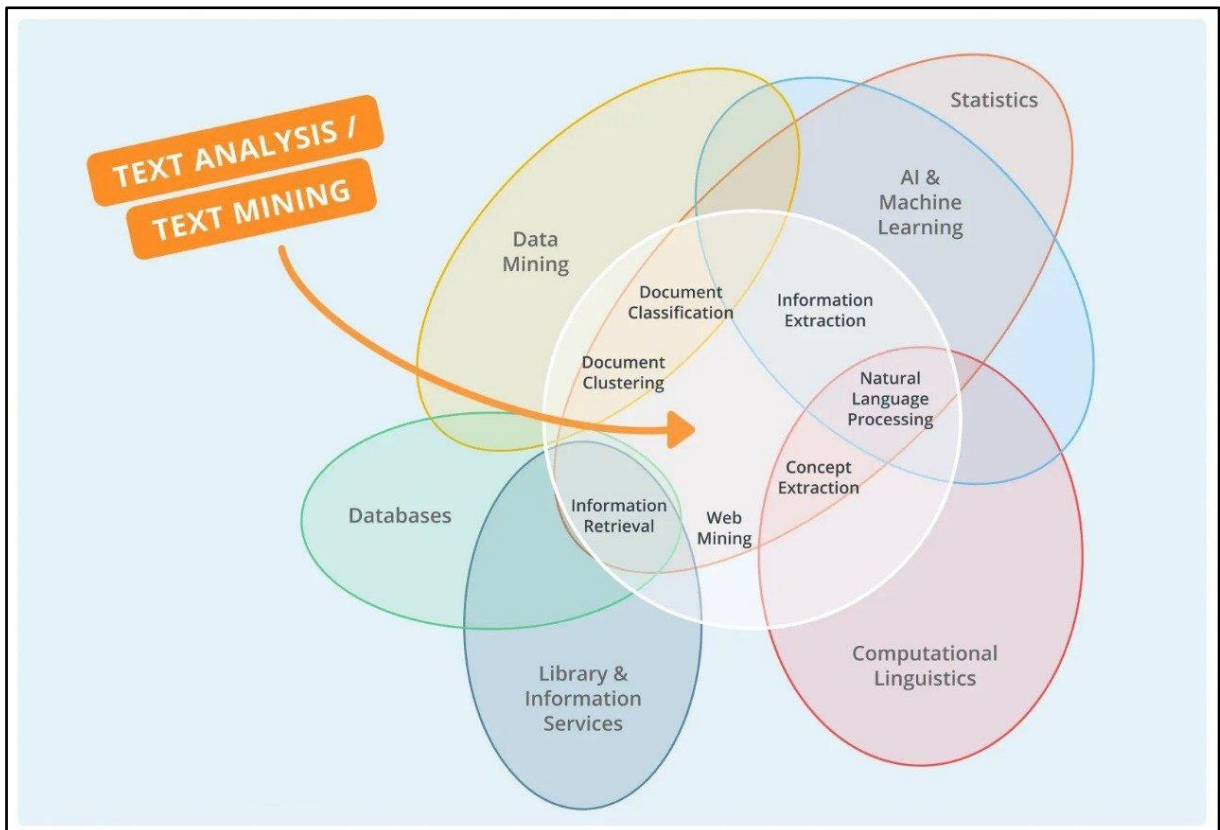 TEXT ANALYSIS /
TEXT MINING
Statistics
AI &
Machine
Learning
Data
Mining
Document
Classification
Information
Extraction
Document
Clustering
Natural
Language
Processing
Concept
Extraction
Databases
Information
Retrieval
Web
Mining
Library &
Information
Services
Computational
Linguistics